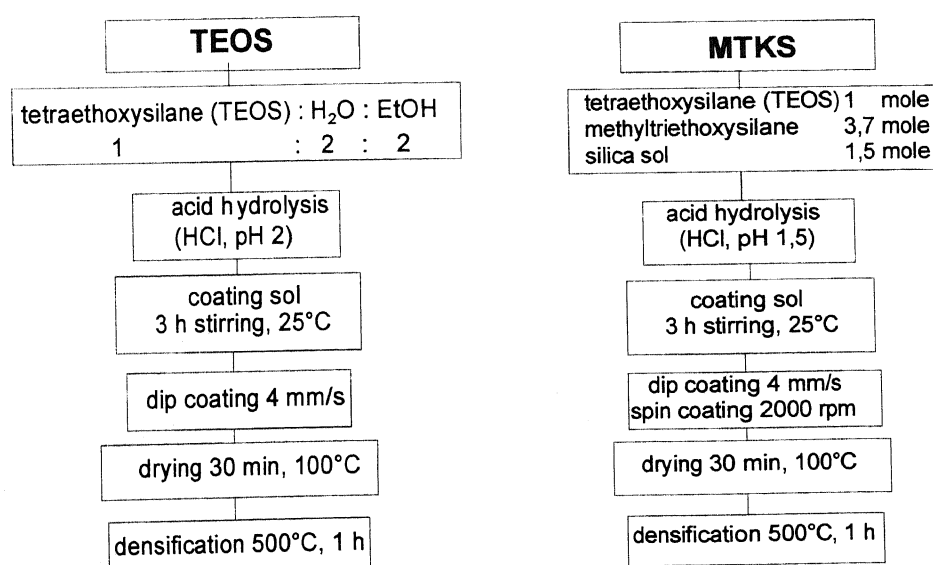 TEOS
tetraethoxysilane (TEOS) : H₂O : EtOH
1 : 2 : 2
acid hydrolysis
(HCl, pH 2)
coating sol
3 h stirring, 25°C
dip coating 4 mm/s
drying 30 min, 100°C
densification 500°C, 1 h
MTKS
tetraethoxysilane (TEOS) 1 mole
methyltriethoxysilane 3,7 mole
silica sol 1,5 mole
acid hydrolysis
(HCl, pH 1,5)
coating sol
3 h stirring, 25°C
dip coating 4 mm/s
spin coating 2000 rpm
drying 30 min, 100°C
densification 500°C, 1 h